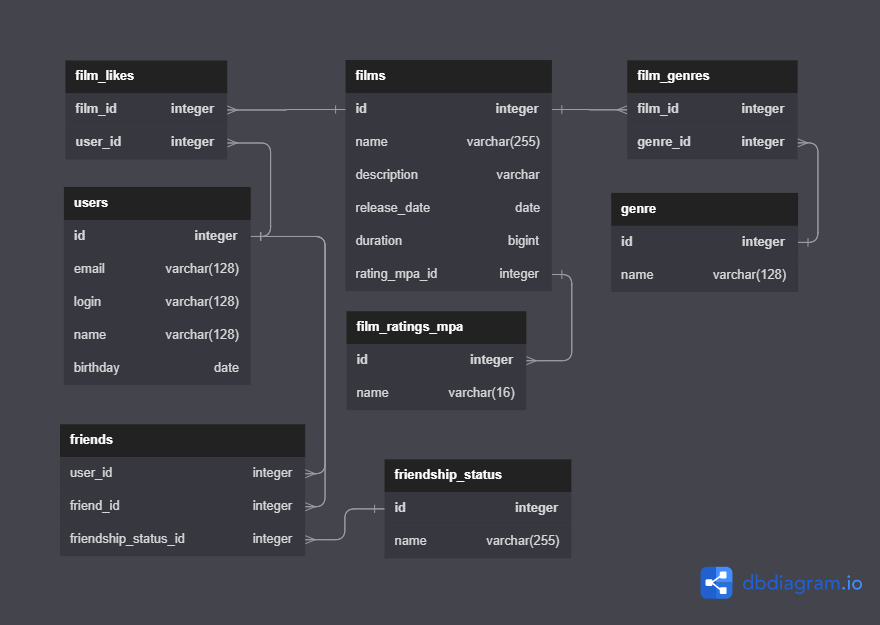 film_likes
film_id integer
user_id integer
users
id integer
email varchar(128)
login varchar(128)
name varchar(128)
birthday date
friends
user_id integer
friend_id integer
friendship_status_id integer
films
id integer
name varchar(255)
description varchar
release_date date
duration bigint
rating_mpa_id integer
film_ratings_mpa
id integer
name varchar(16)
friendship_status
id integer
name varchar(255)
film_genres
film_id integer
genre_id integer
genre
id integer
name varchar(128)
dbdiagram.io